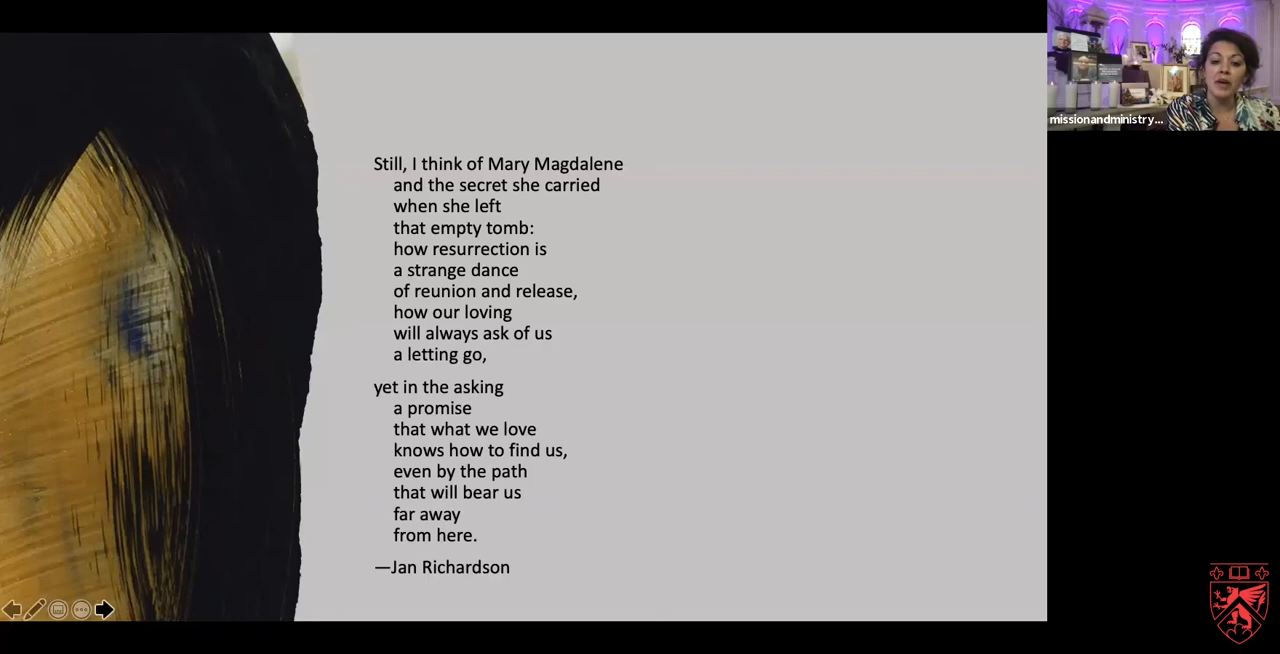 Still, I think of Mary Magdalene
and the secret she carried
when she left
that empty tomb:
how resurrection is
a strange dance
of reunion and release,
how our loving
will always ask of us
a letting go,
yet in the asking
a promise
that what we love
knows how to find us,
even by the path
that will bear us
far away
from here.
—Jan Richardson
missionandministry...